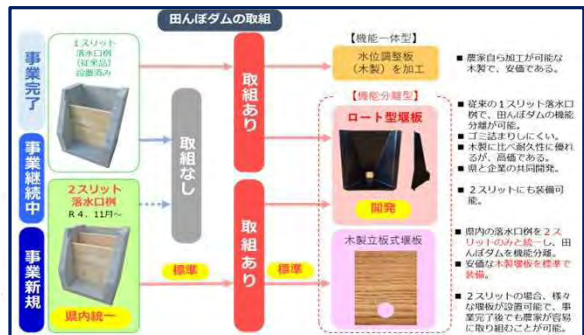 田んぼダムの取組
事業完了
事業継続中
事業新規
1スリット
落水口桝
(従来品)
設置済み
2スリット
落水口桝
R4.11月~
県内統一
取組なし
取組あり
取組あり
標準
標準
【機能一体型】
水位調整板
(木製)を加工
【機能分離型】
ロート型堰板
開発
木製立板式堰板
■ 農家自ら加工が可能な
木製で、安価である。
■ 従来の1スリット落水口
桝で、田んぼダムの機能
分離が可能。
■ ゴミ詰まりしにくい。
■ 木製に比べ耐久性に優れ
るが、高価である。
■ 県と企業の共同開発。
■ 2スリットにも装備可
能。
■ 県内の落水口桝を2ス
リットのみと統一し、田
んぼダムを機能分離。
■ 安価な木製堰板を標準で
装備。
■ 2スリットの場合、様々
な堰板が設置可能で、事
業完了後でも農家が容易
に取り組むことが可能。